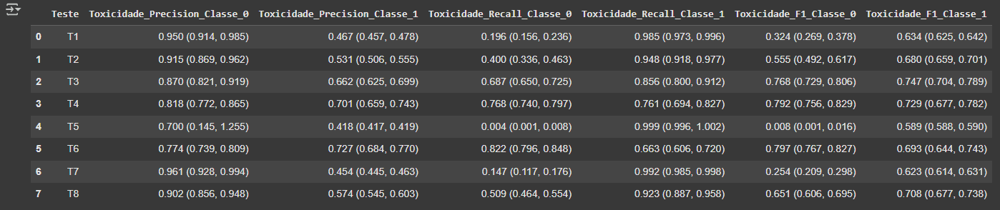 Teste Toxicidade_Precision_Classe_0 Toxicidade_Precision_Classe_1 Toxicidade_Recall_Classe_0 Toxicidade_Recall_Classe_1 Toxicidade_F1_Classe_0 Toxicidade_F1_Classe_1
0 T1 0.950 (0.914, 0.985) 0.467 (0.457, 0.478) 0.196 (0.156, 0.236) 0.985 (0.973, 0.996) 0.324 (0.269, 0.378) 0.634 (0.625, 0.642)
1 T2 0.915 (0.869, 0.962) 0.531 (0.506, 0.555) 0.400 (0.336, 0.463) 0.948 (0.918, 0.977) 0.555 (0.492, 0.617) 0.680 (0.659, 0.701)
2 T3 0.870 (0.821, 0.919) 0.662 (0.625, 0.699) 0.687 (0.650, 0.725) 0.856 (0.800, 0.912) 0.768 (0.729, 0.806) 0.747 (0.704, 0.789)
3 T4 0.818 (0.772, 0.865) 0.701 (0.659, 0.743) 0.768 (0.740, 0.797) 0.761 (0.694, 0.827) 0.792 (0.756, 0.829) 0.729 (0.677, 0.782)
4 T5 0.700 (0.145, 1.255) 0.418 (0.417, 0.419) 0.004 (0.001, 0.008) 0.999 (0.996, 1.002) 0.008 (0.001, 0.016) 0.589 (0.588, 0.590)
5 T6 0.774 (0.739, 0.809) 0.727 (0.684, 0.770) 0.822 (0.796, 0.848) 0.663 (0.606, 0.720) 0.797 (0.767, 0.827) 0.693 (0.644, 0.743)
6 T7 0.961 (0.928, 0.994) 0.454 (0.445, 0.463) 0.147 (0.117, 0.176) 0.992 (0.985, 0.998) 0.254 (0.209, 0.298) 0.623 (0.614, 0.631)
7 T8 0.902 (0.856, 0.948) 0.574 (0.545, 0.603) 0.509 (0.464, 0.554) 0.923 (0.887, 0.958) 0.651 (0.606, 0.695) 0.708 (0.677, 0.738)